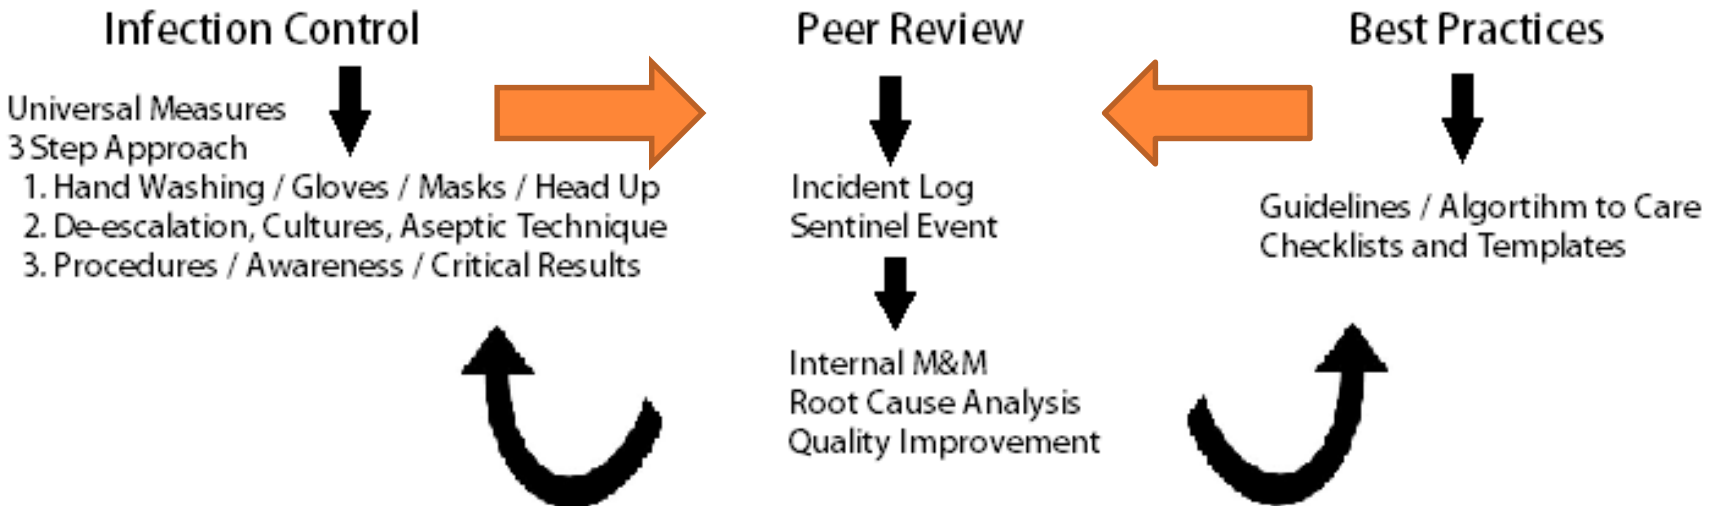 Infection Control
Universal Measures
3 Step Approach
1. Hand Washing / Gloves / Masks / Head Up
2. De-escalation, Cultures, Aseptic Technique
3. Procedures / Awareness / Critical Results
Peer Review
Incident Log
Sentinel Event
Internal M&M
Root Cause Analysis
Quality Improvement
Best Practices
Guidelines / Algortihm to Care
Checklists and Templates